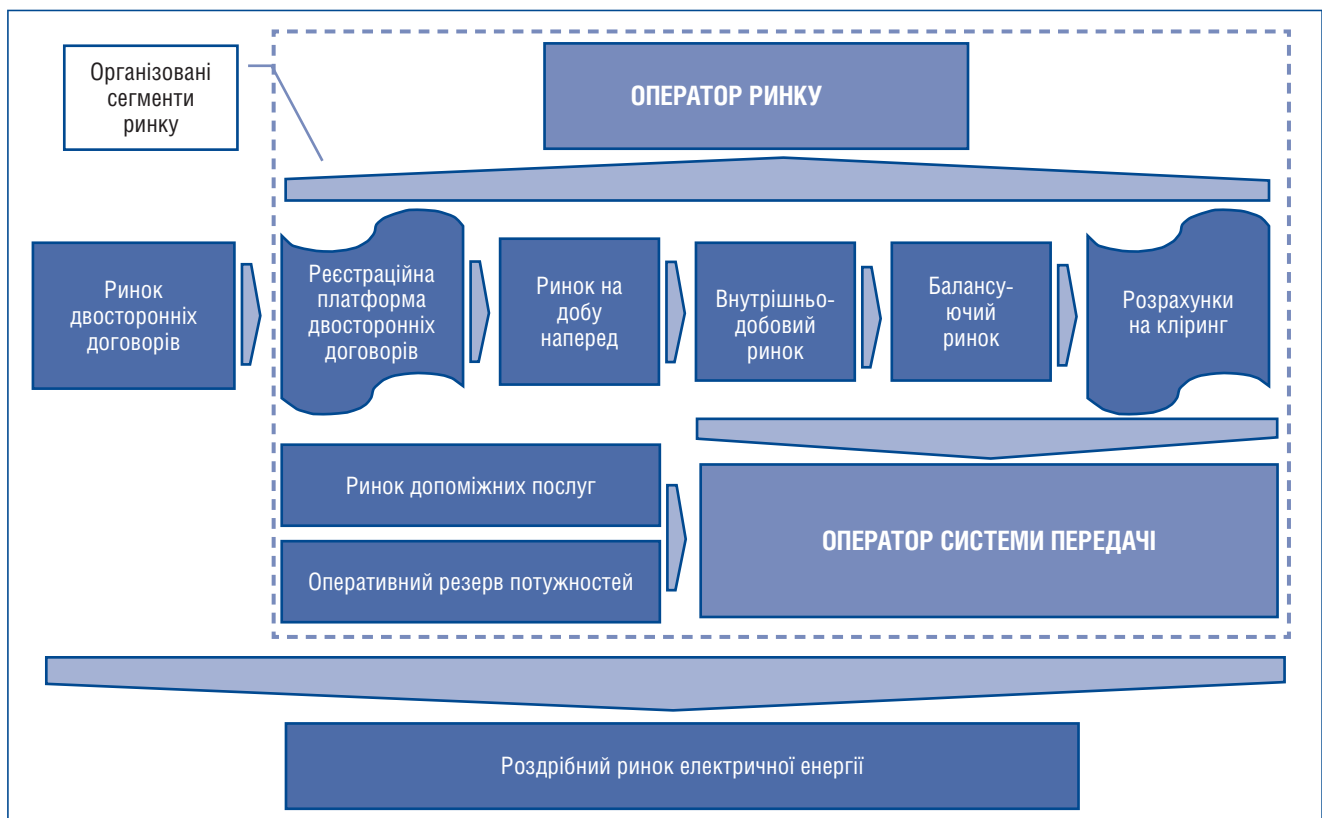 Організовані
сегменти
ринку
ОПЕРАТОР РИНКУ
Ринок
двосторонніх
договорів
Реєстраційна
платформа
двосторонніх
договорів
Ринок на
добу
наперед
Внутрішньо-
добовий
ринок
Балансу-
ючий
ринок
Розрахунки
на кліринг
Ринок допоміжних послуг
Оперативний резерв потужностей
ОПЕРАТОР СИСТЕМИ ПЕРЕДАЧІ
Роздрібний ринок електричної енергії